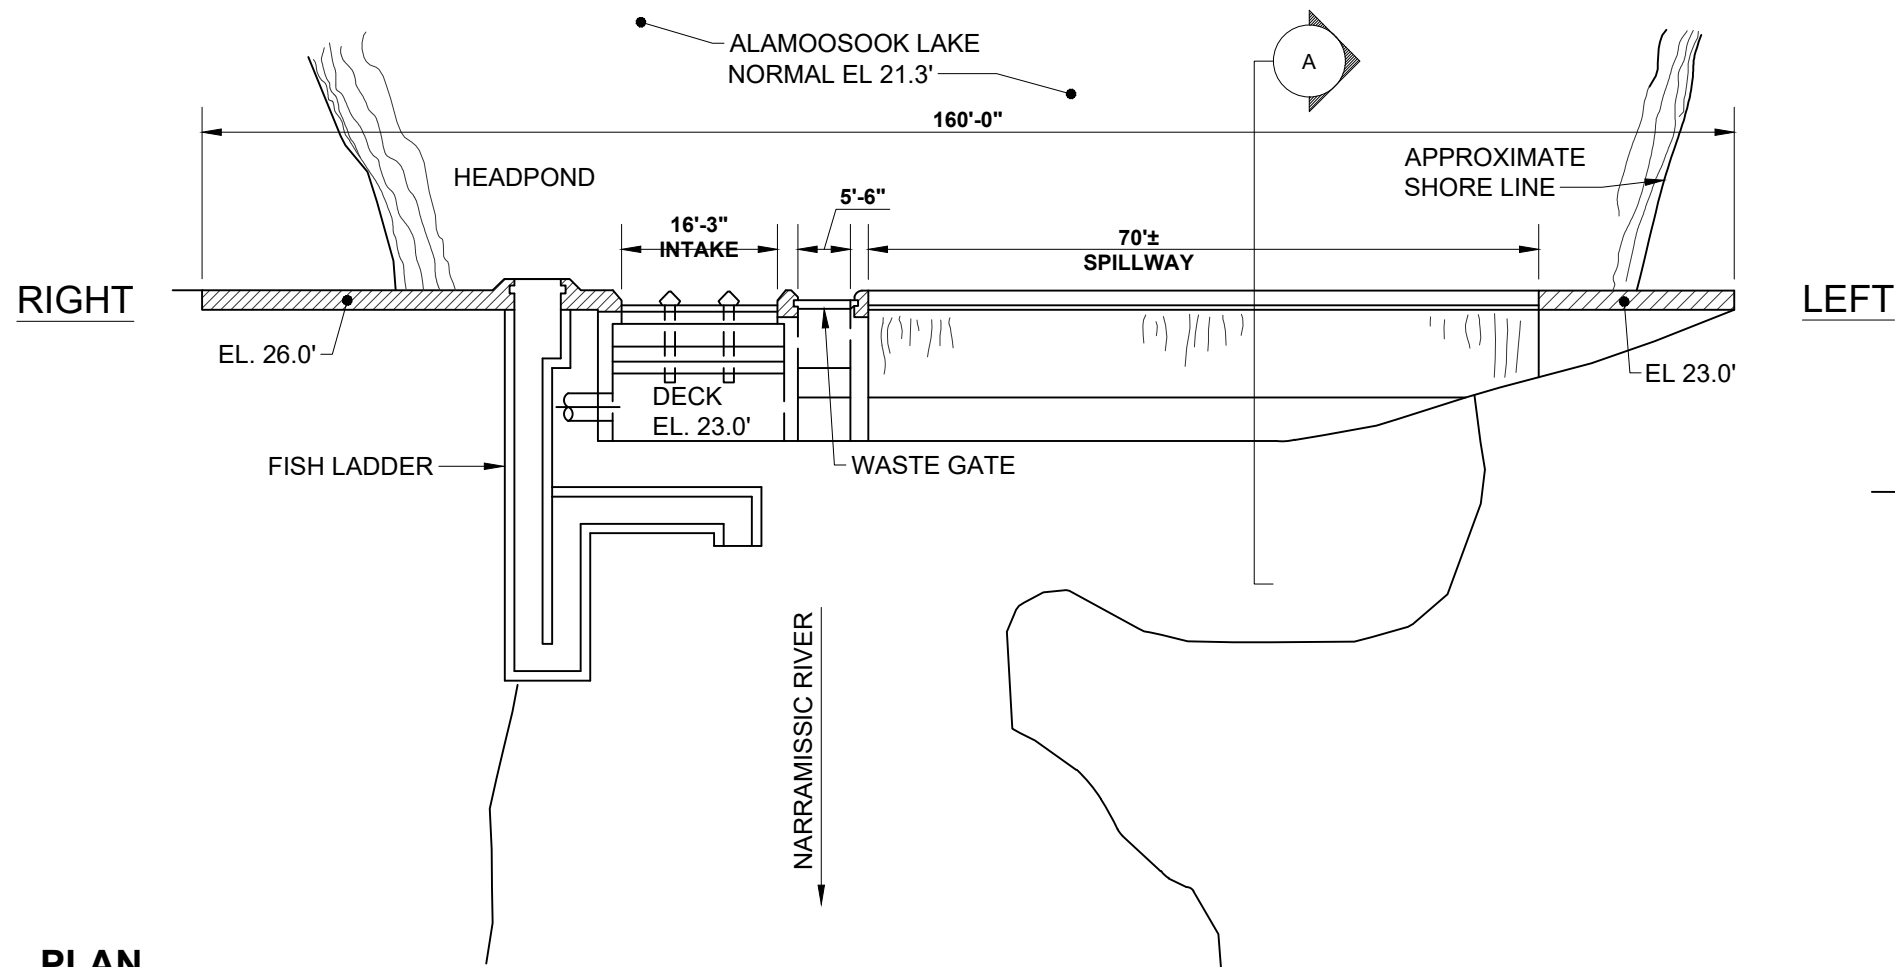 ALAMOOSOOK LAKE
NORMAL EL 21.3'
A
160'-0"
HEADPOND
APPROXIMATE
SHORE LINE
5'-6"
16'-3"
INTAKE
70'±
SPILLWAY
RIGHT
LEFT
EL. 26.0'
EL 23.0'
DECK
EL. 23.0'
FISH LADDER
WASTE GATE
NARRAMISSIC RIVER
PLAN